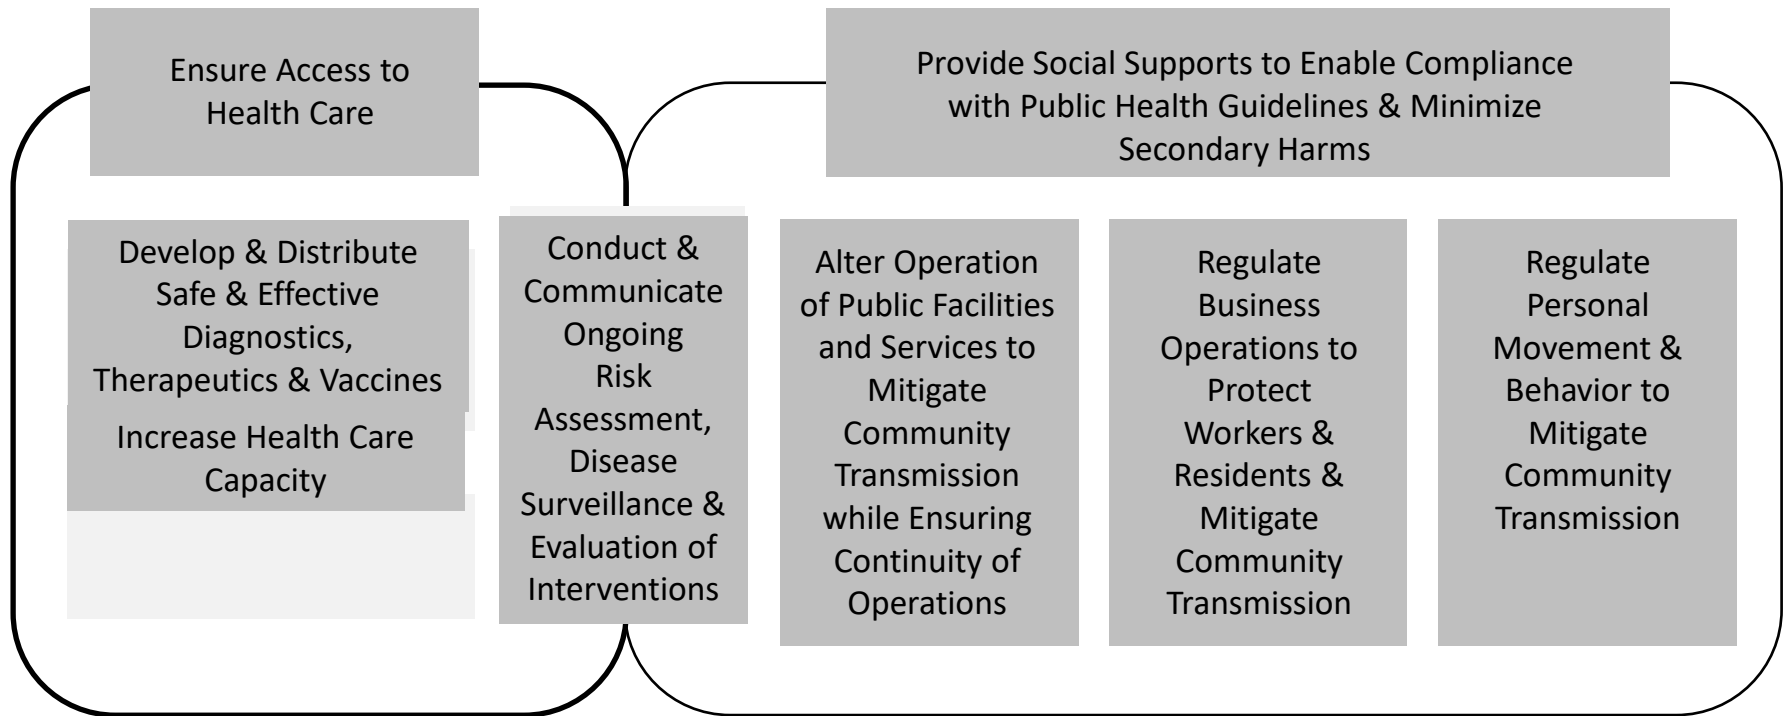 Ensure Access to
Health Care
Provide Social Supports to Enable Compliance
with Public Health Guidelines & Minimize
Secondary Harms
Develop & Distribute
Safe & Effective
Diagnostics,
Therapeutics & Vaccines
Increase Health Care
Capacity
Conduct &
Communicate
Ongoing
Risk
Assessment,
Disease
Surveillance &
Evaluation of
Interventions
Alter Operation
of Public Facilities
and Services to
Mitigate
Community
Transmission
while Ensuring
Continuity of
Operations
Regulate
Business
Operations to
Protect
Workers &
Residents &
Mitigate
Community
Transmission
Regulate
Personal
Movement &
Behavior to
Mitigate
Community
Transmission